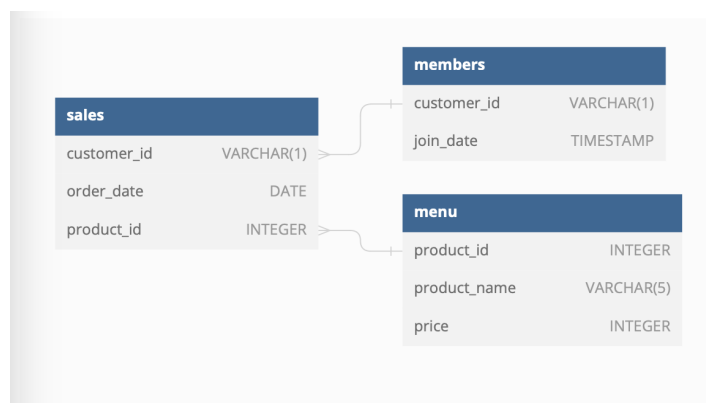 sales
customer_id VARCHAR(1)
order_date DATE
product_id INTEGER
members
customer_id VARCHAR(1)
join_date TIMESTAMP
menu
product_id INTEGER
product_name VARCHAR(5)
price INTEGER